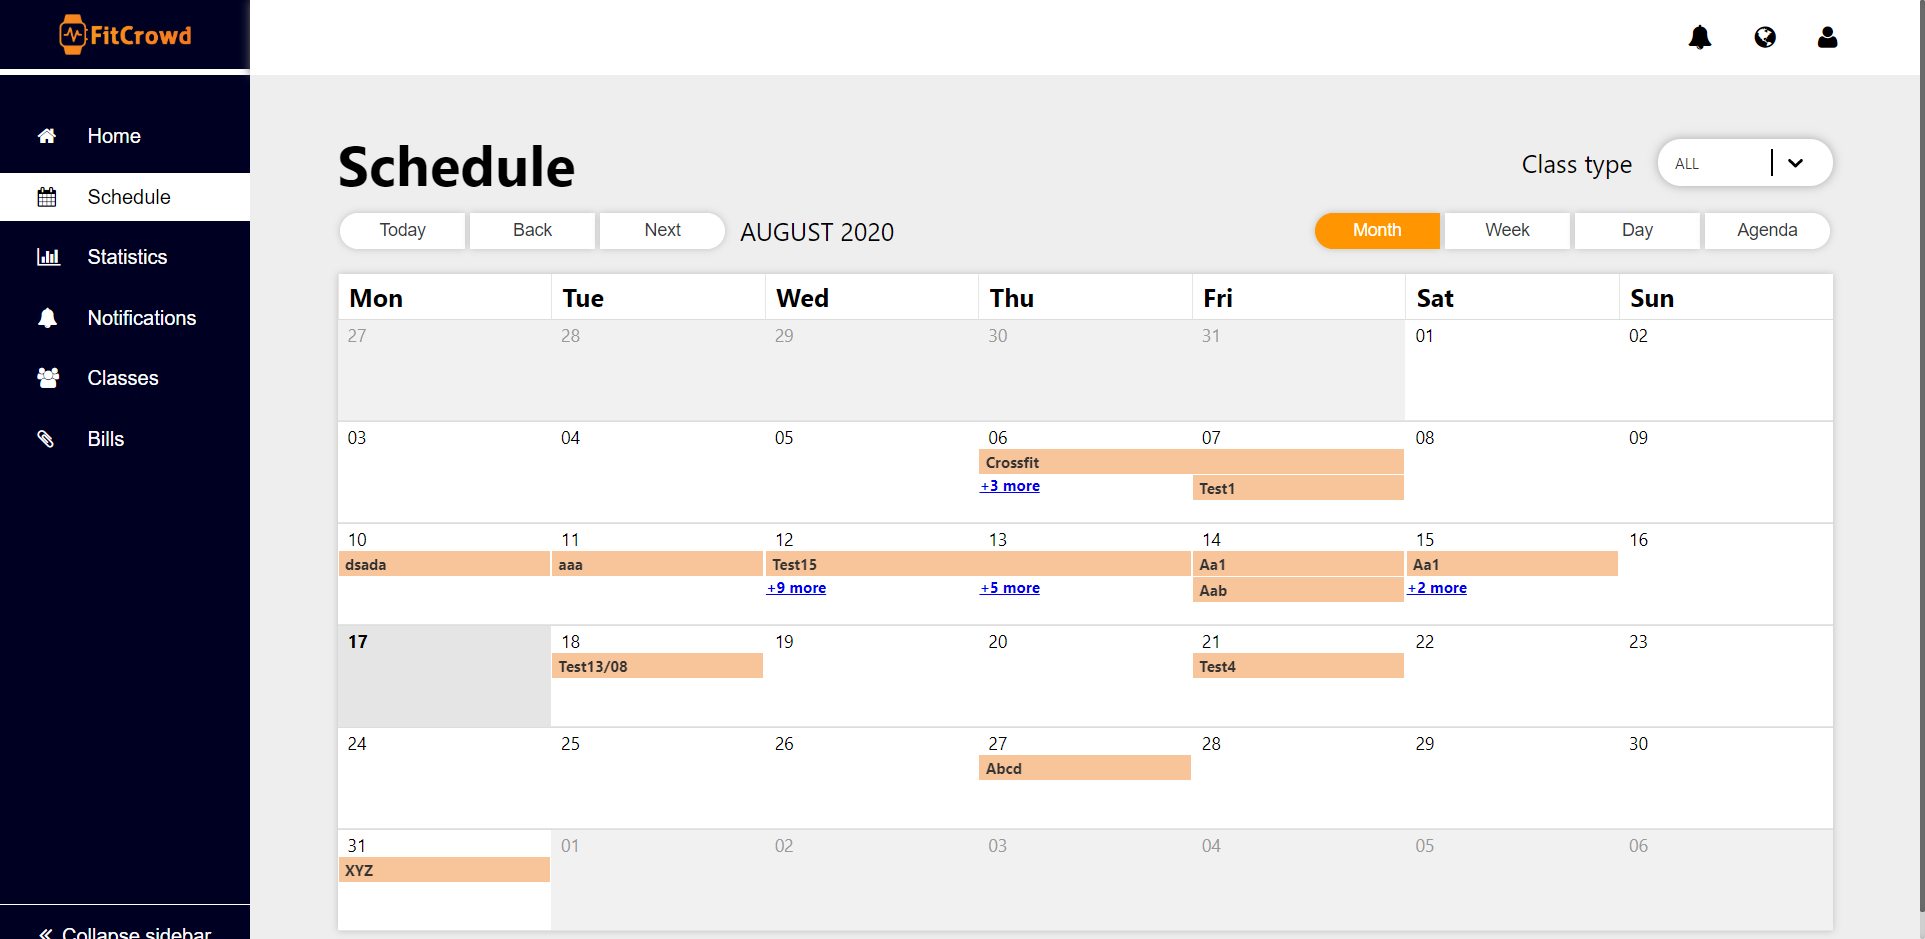 FitCrowd
Home
Schedule
Statistics
Notifications
Classes
Bills
Collapse sidebar
Schedule
Class type ALL
Today Back Next AUGUST 2020 Month Week Day Agenda
Mon Tue Wed Thu Fri Sat Sun
27 28 29 30 31 01 02
03 04 05 06 07 08 09
Crossfit
+3 more Test1
10 11 12 13 14 15 16
dsada aaa Test15 Aa1 Aa1
+9 more +5 more Aab +2 more
17 18 19 20 21 22 23
Test13/08 Test4
24 25 26 27 28 29 30
Abcd
31 01 02 03 04 05 06
XYZ